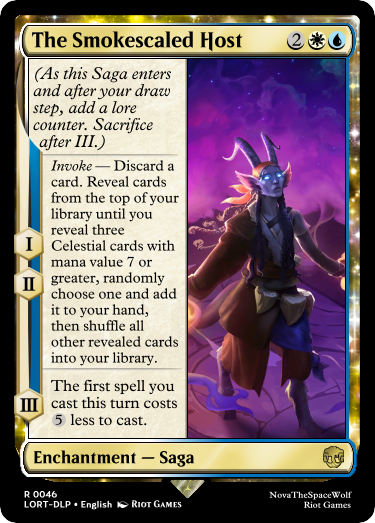 The Smokescaled Host 2
(As this Saga enters
and after your draw
step, add a lore
counter. Sacrifice
after III.)
I
II
Invoke — Discard a
card. Reveal cards
from the top of your
library until you
reveal three
Celestial cards with
mana value 7 or
greater, randomly
choose one and add
it to your hand,
then shuffle all
other revealed cards
into your library.
III
The first spell you
cast this turn costs
5 less to cast.
Enchantment — Saga
R 0046
LORT-DLP • English Riot Games
NovaTheSpaceWolf
Riot Games